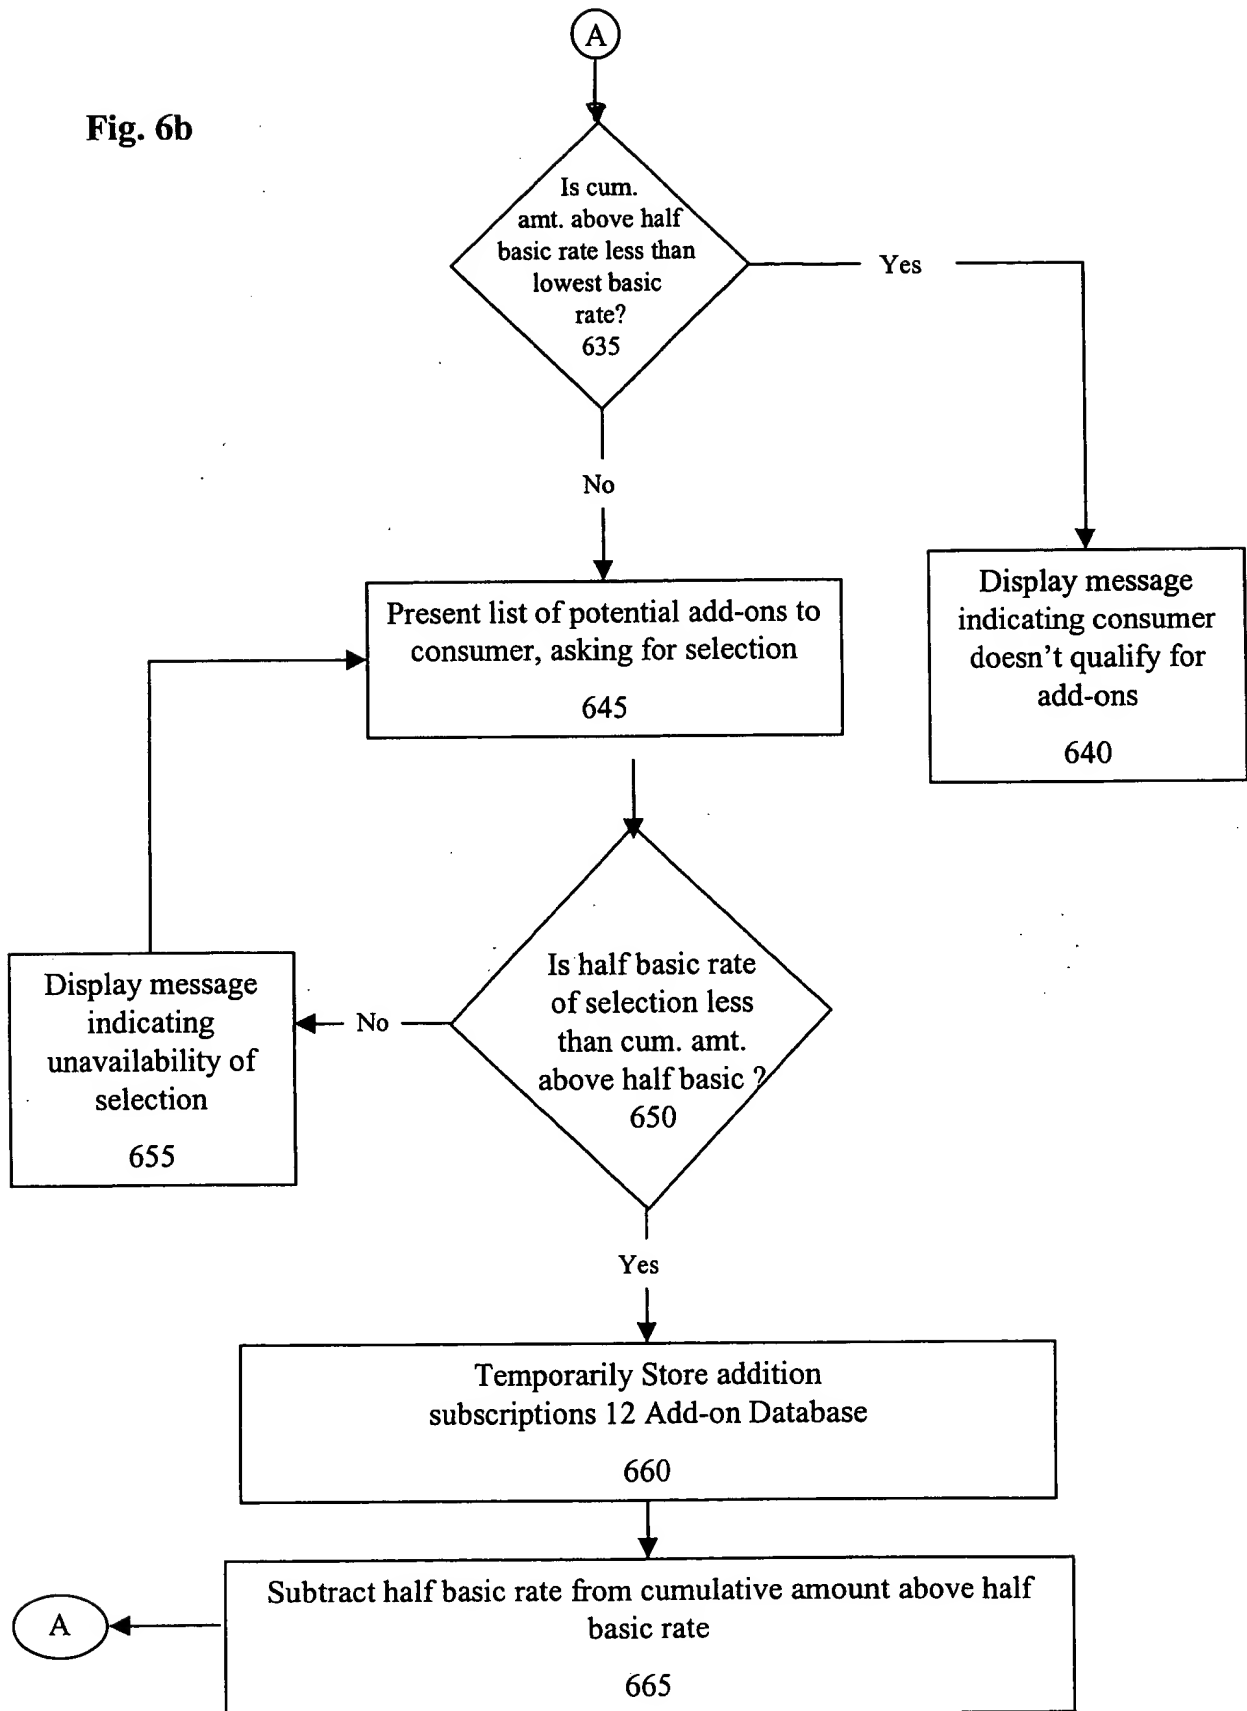 A
Fig. 6b
Is cum.
amt. above half
basic rate less than
lowest basic
rate?
635
Yes
No
Present list of potential add-ons to
consumer, asking for selection
645
Display message
indicating consumer
doesn't qualify for
add-ons
640
Is half basic rate
of selection less
than cum. amt.
above half basic ?
650
No
Display message
indicating
unavailability of
selection
655
Yes
Temporarily Store addition
subscriptions 12 Add-on Database
660
Subtract half basic rate from cumulative amount above half
basic rate
665
A